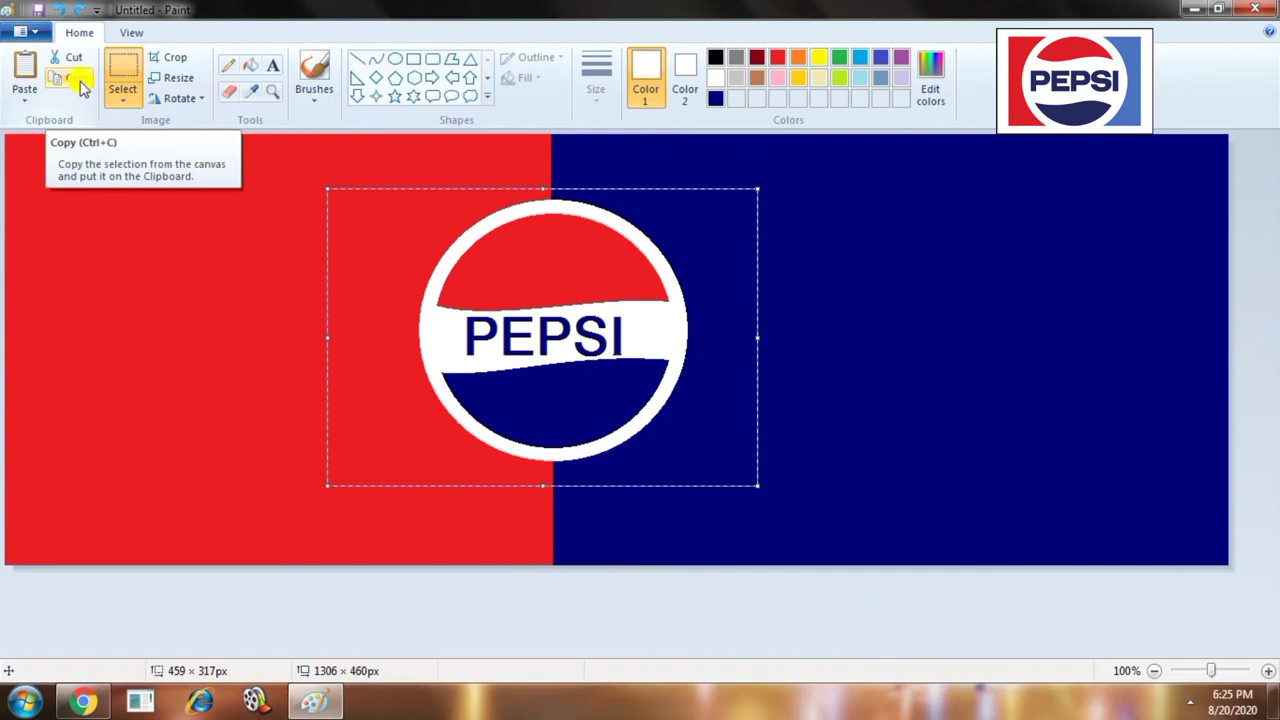 Untitled - Paint
Home
View
Paste
Cut
Select
Crop
Resize
Rotate
Brushes
Outline
Fill
Size
Color 1
Color 2
Edit colors
Clipboard
Image
Tools
Shapes
Colors
PEPSI
Copy (Ctrl+C)
Copy the selection from the canvas
and put it on the Clipboard.
PEPSI
459 × 317px
1306 × 460px
100%
6:25 PM
8/20/2020